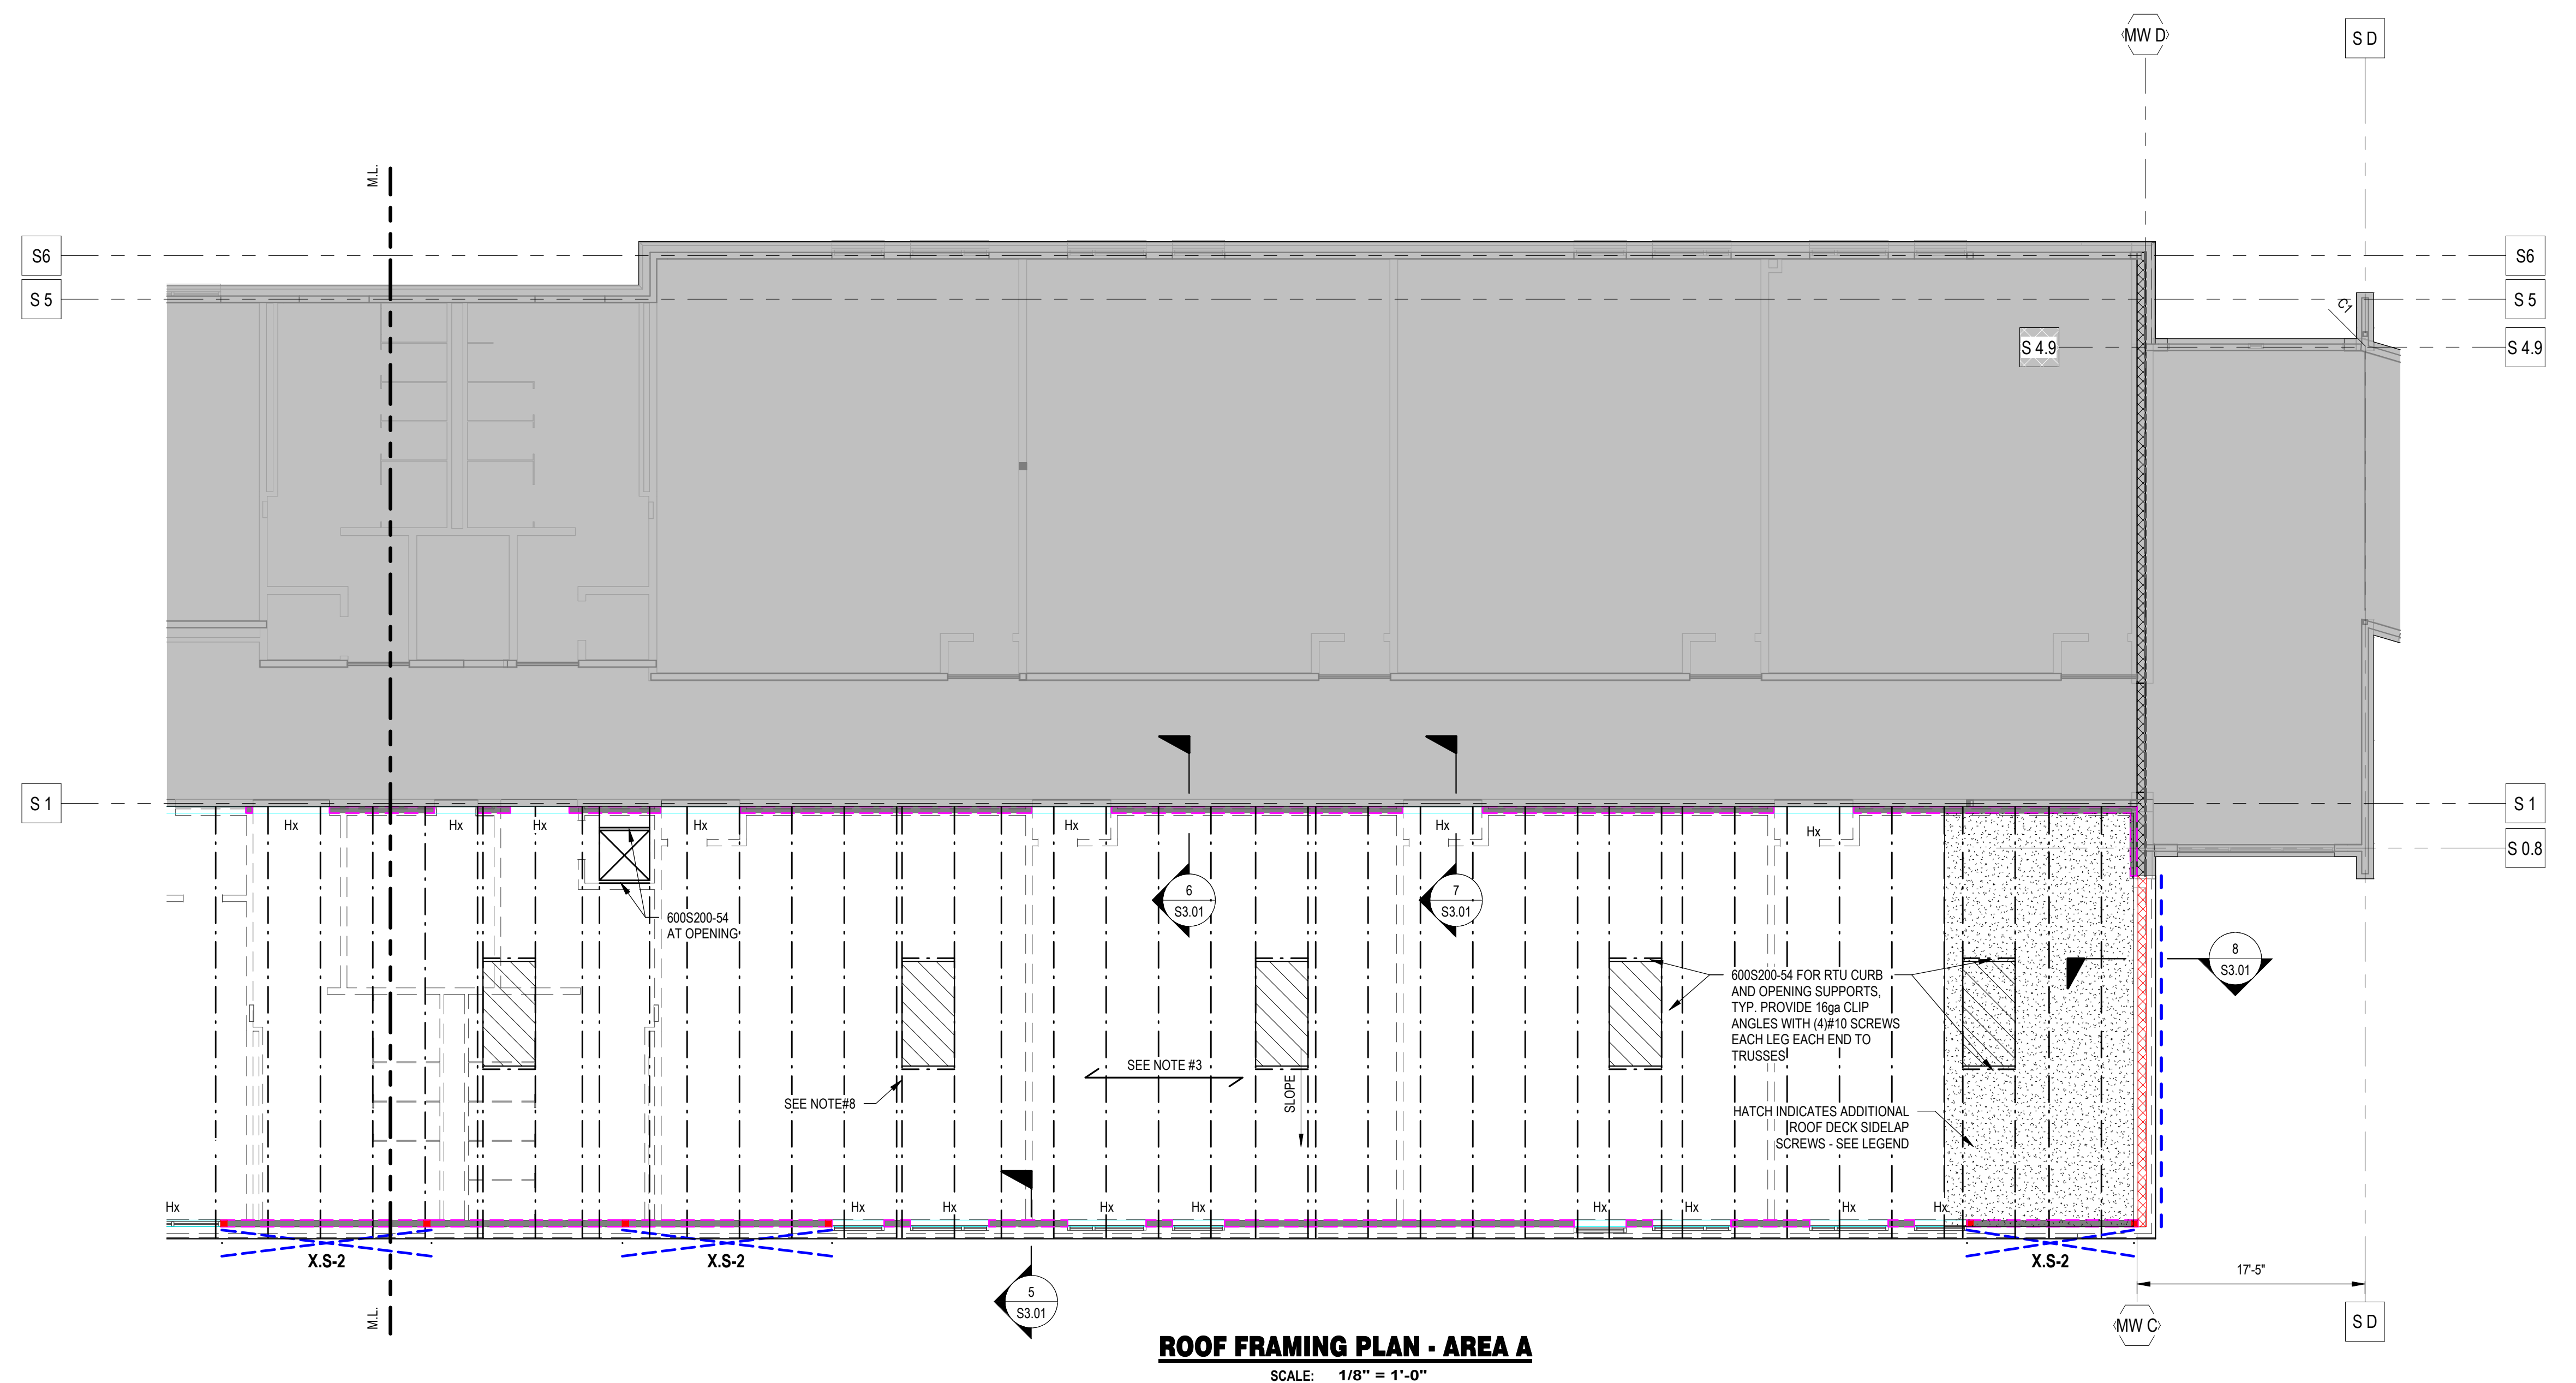 MW D
S D
M.L.
S6
S6
S 5
S 5
C1
S 4.9
S 4.9
S 1
S 1
Hx
Hx
Hx
Hx
Hx
Hx
Hx
S 0.8
6
S3.01
7
S3.01
600S200-54
AT OPENING
8
S3.01
600S200-54 FOR RTU CURB
AND OPENING SUPPORTS,
TYP. PROVIDE 16ga CLIP
ANGLES WITH (4)#10 SCREWS
EACH LEG EACH END TO
TRUSSES
SEE NOTE #3
SLOPE
SEE NOTE#8
HATCH INDICATES ADDITIONAL
ROOF DECK SIDELAP
SCREWS - SEE LEGEND
Hx
Hx
Hx
Hx
Hx
Hx
Hx
Hx
Hx
X.S-2
X.S-2
X.S-2
17'-5"
5
S3.01
M.L.
MW C
S D
ROOF FRAMING PLAN - AREA A
SCALE: 1/8" = 1'-0"